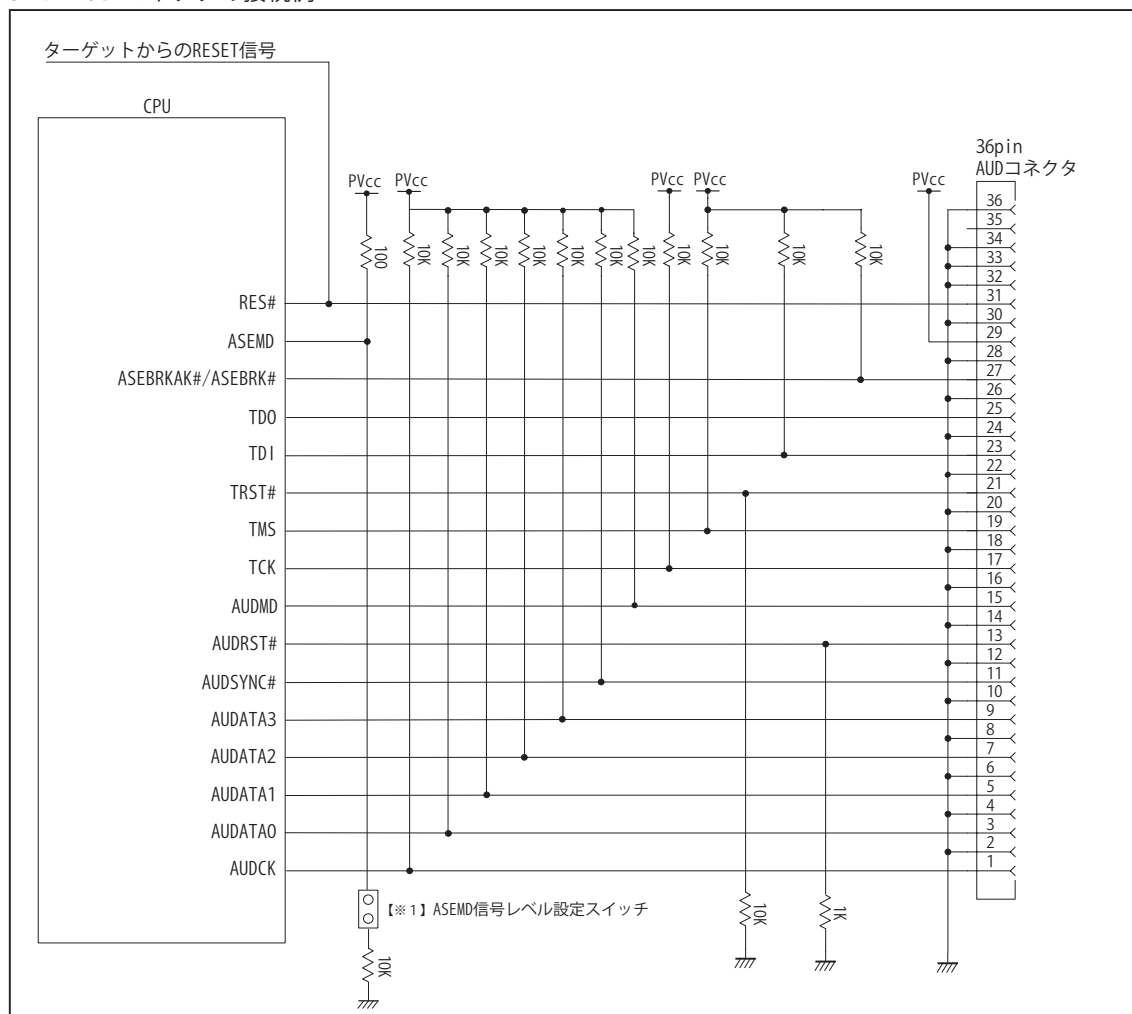 ターゲットからのRESET信号
CPU
36pin
AUDコネクタ
PVcc PVcc PVcc PVcc PVcc
100 10K 10K 10K 10K 10K 10K 10K 10K 10K 10K 10K
RES#
ASEMD
ASEBRKAK#/ASEBRK#
TDO
TDI
TRST#
TMS
TCK
AUDMD
AUDRST#
AUDSYNC#
AUDATA3
AUDATA2
AUDATA1
AUDATA0
AUDCK
36
35
34
33
32
31
30
29
28
27
26
25
24
23
22
21
20
19
18
17
16
15
14
13
12
11
10
9
8
7
6
5
4
3
2
1
【※1】ASEMD信号レベル設定スイッチ
10K
10K
1K